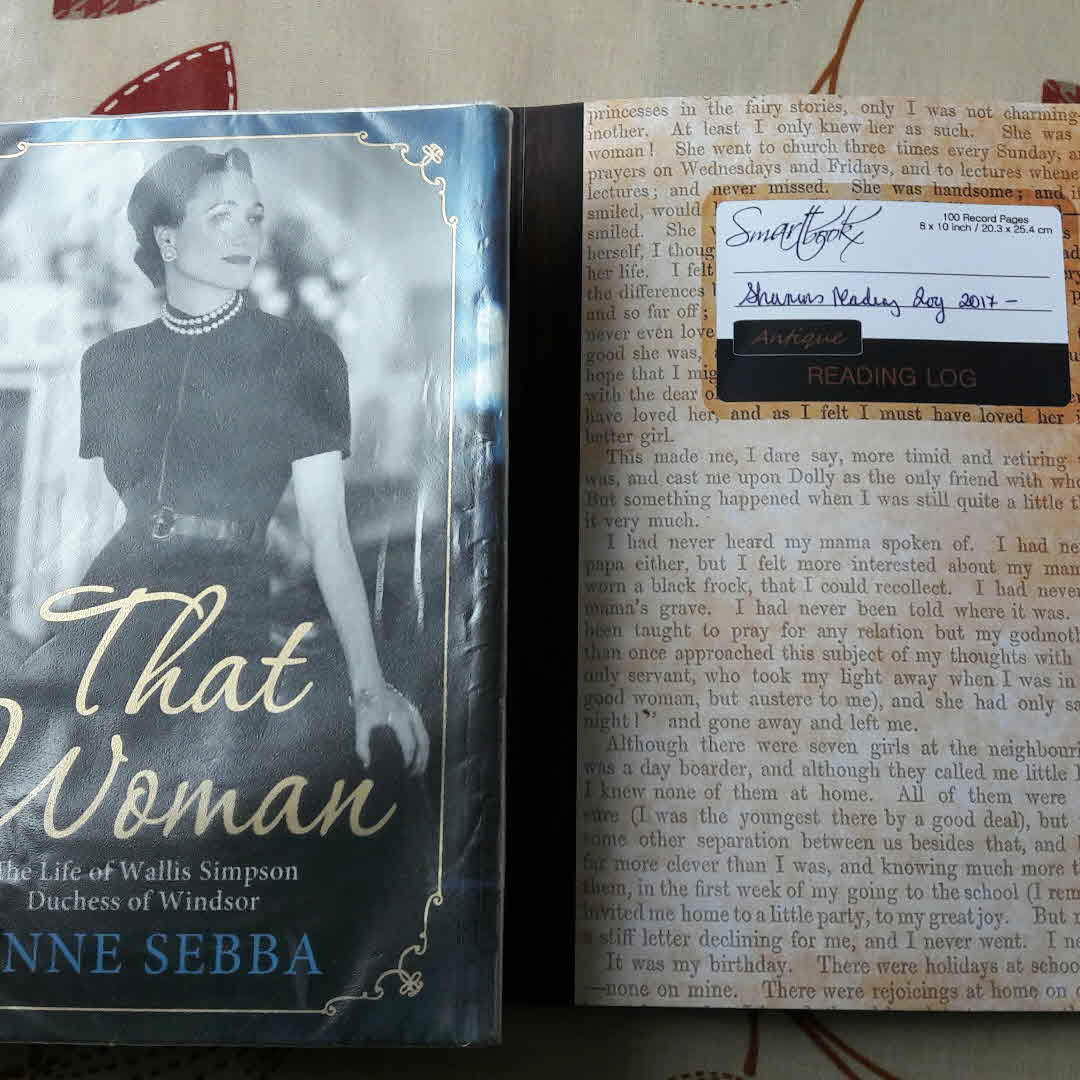 That
Woman
The Life of Wallis Simpson
Duchess of Windsor
NNE SEBBA
princesses in the fairy stories, only I was not charming
mother. At least I only knew her as such. She was
woman! She went to church three times every Sunday,
prayers on Wednesdays and Fridays, and to lectures whene
lectures; and never missed. She was handsome; and i
smiled, would
smiled. She
herself, I thoug
her life. I felt
the differences
and so far off;
never even love
good she was,
hope that I mig
with the dear o
have loved her, and as I felt I must have loved her i
better girl.
Smartbook
100 Record Pages
8 x 10 inch / 20.3 x 25.4 cm
Reading Log 2017 -
Antique
READING LOG
This made me, I dare say, more timid and retiring
was, and cast me upon Dolly as the only friend with who
But something happened when I was still quite a little t
it very much.
I had never heard my mama spoken of. I had ne
papa either, but I felt more interested about my mam
worn a black frock, that I could recollect. I had never
mama's grave. I had never been told where it was.
been taught to pray for any relation but my godmoth
than once approached this subject of my thoughts with
only servant, who took my light away when I was in
good woman, but austere to me), and she had only sa
night!" and gone away and left me.
Although there were seven girls at the neighbouri
was a day boarder, and although they called me little
I knew none of them at home. All of them were
sure (I was the youngest there by a good deal), but
some other separation between us besides that, and
far more clever than I was, and knowing much more t
them, in the first week of my going to the school (I rem
invited me home to a little party, to my great joy. But
a stiff letter declining for me, and I never went. I ne
It was my birthday. There were holidays at schoo
—none on mine. There were rejoicings at home on